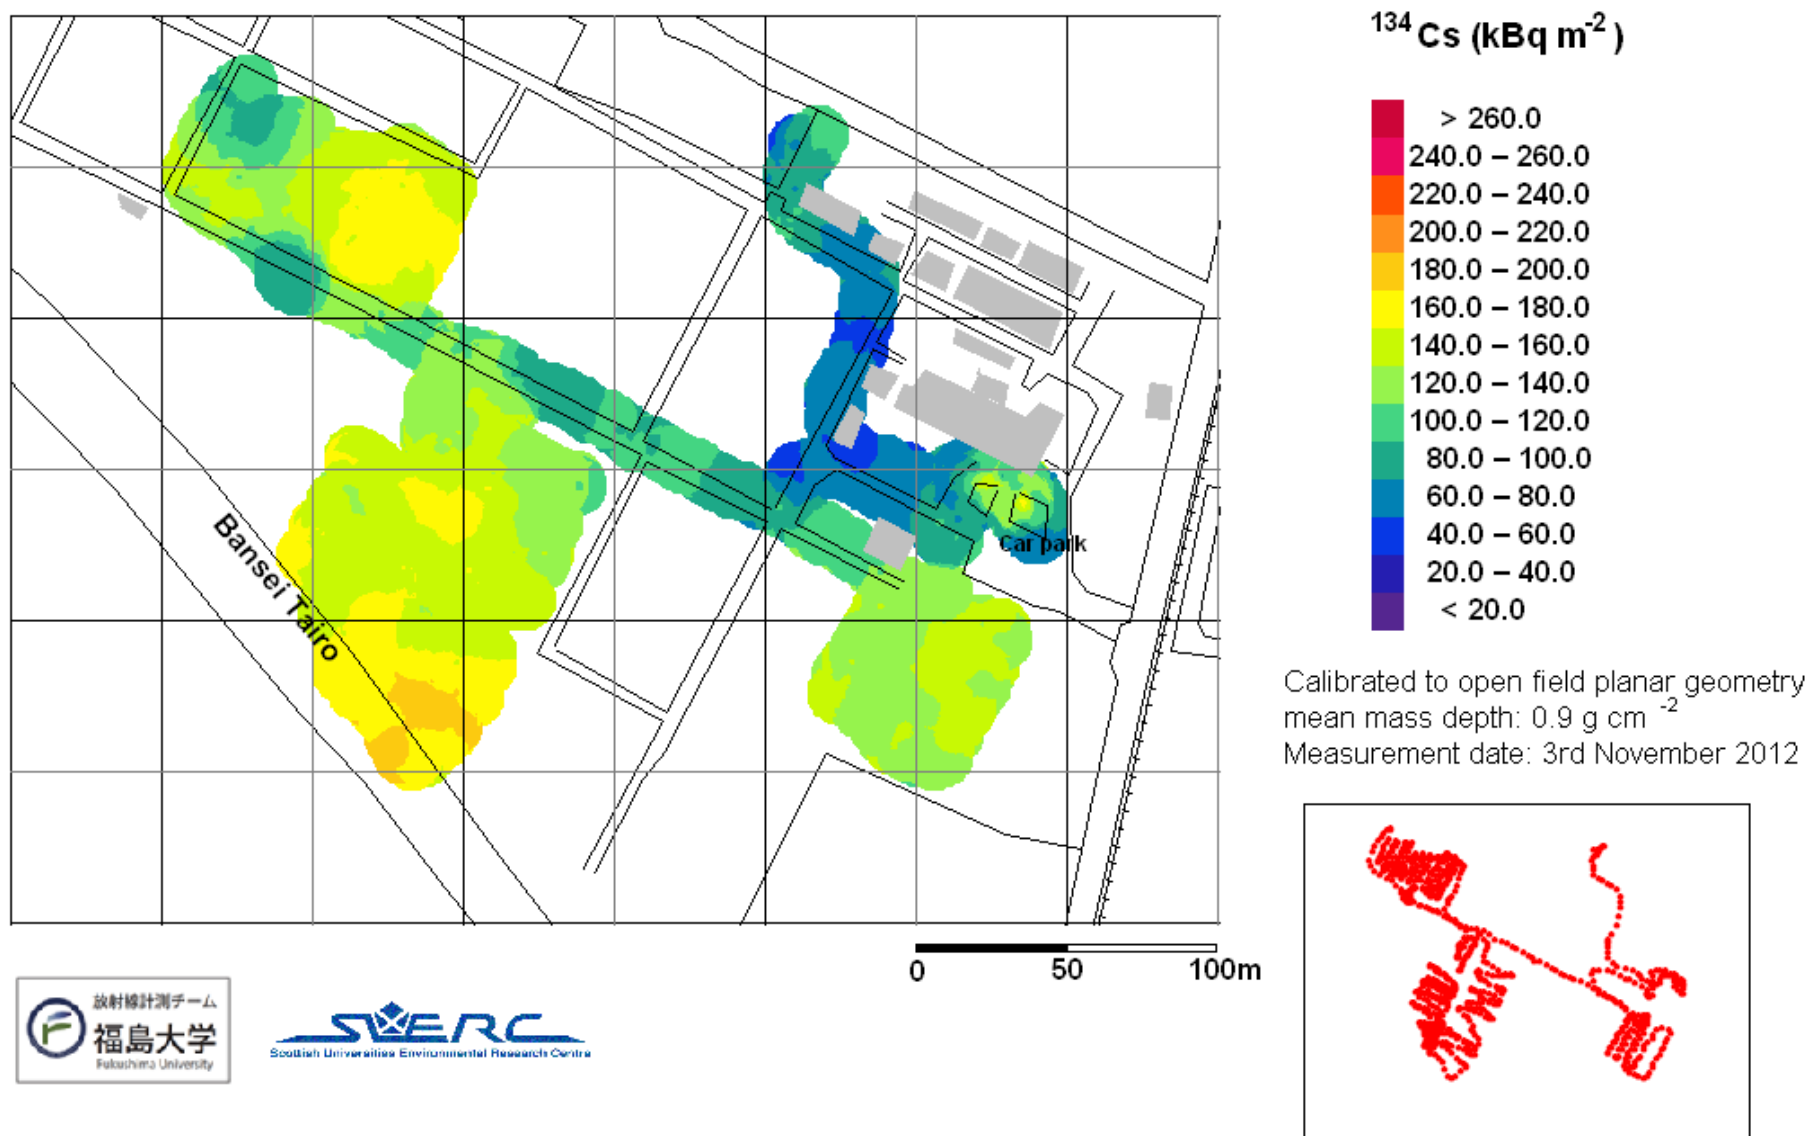 ¹³⁴Cs (kBq m⁻²)
> 260.0
240.0 – 260.0
220.0 – 240.0
200.0 – 220.0
180.0 – 200.0
160.0 – 180.0
140.0 – 160.0
120.0 – 140.0
100.0 – 120.0
80.0 – 100.0
60.0 – 80.0
40.0 – 60.0
20.0 – 40.0
< 20.0
Bansei Tairo
Car park
Calibrated to open field planar geometry
mean mass depth: 0.9 g cm⁻²
Measurement date: 3rd November 2012
0 50 100m
放射線計測チーム
福島大学
Fukushima University
SUERC
Scottish Universities Environmental Research Centre